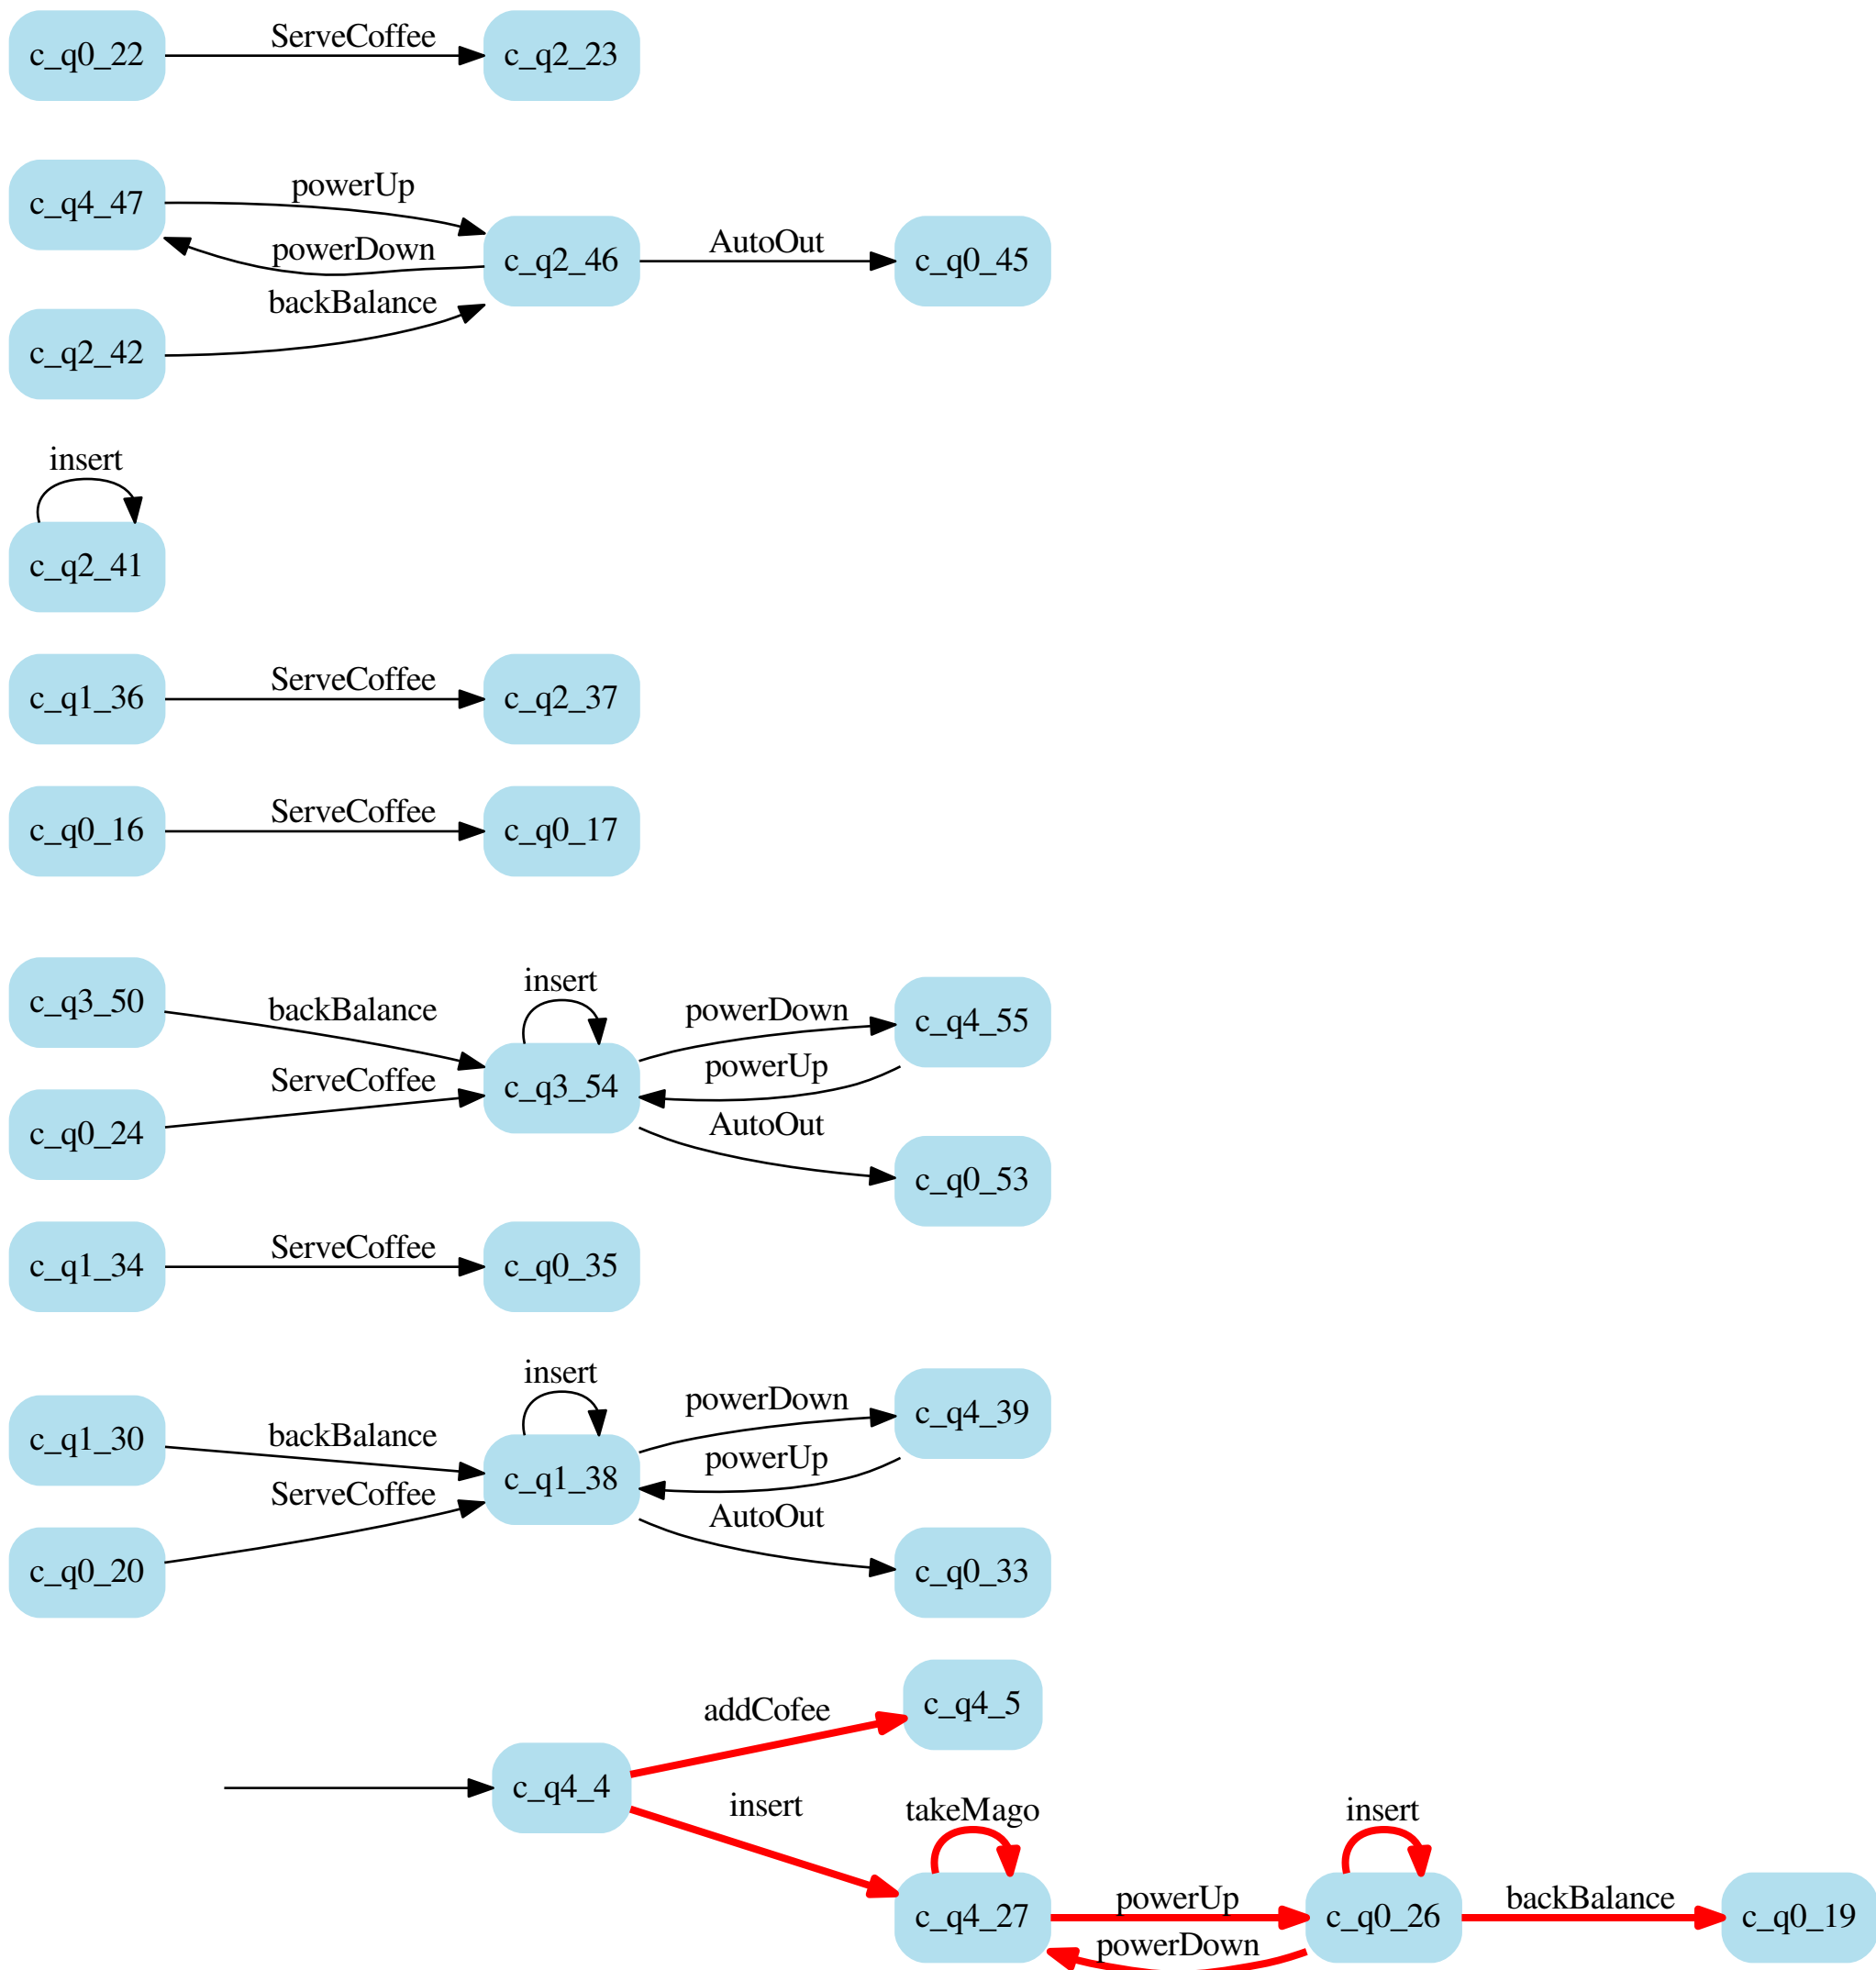 c_q0_22 ServeCoffee c_q2_23
c_q4_47 powerUp
powerDown c_q2_46 AutoOut c_q0_45
c_q2_42 backBalance
insert
c_q2_41
c_q1_36 ServeCoffee c_q2_37
c_q0_16 ServeCoffee c_q0_17
insert
c_q3_50 backBalance powerDown c_q4_55
ServeCoffee c_q3_54 powerUp
c_q0_24 AutoOut c_q0_53
c_q1_34 ServeCoffee c_q0_35
insert
c_q1_30 backBalance powerDown c_q4_39
ServeCoffee c_q1_38 powerUp
c_q0_20 AutoOut c_q0_33
addCofee c_q4_5
c_q4_4 insert
takeMago insert
c_q4_27 powerUp c_q0_26 backBalance c_q0_19
powerDown